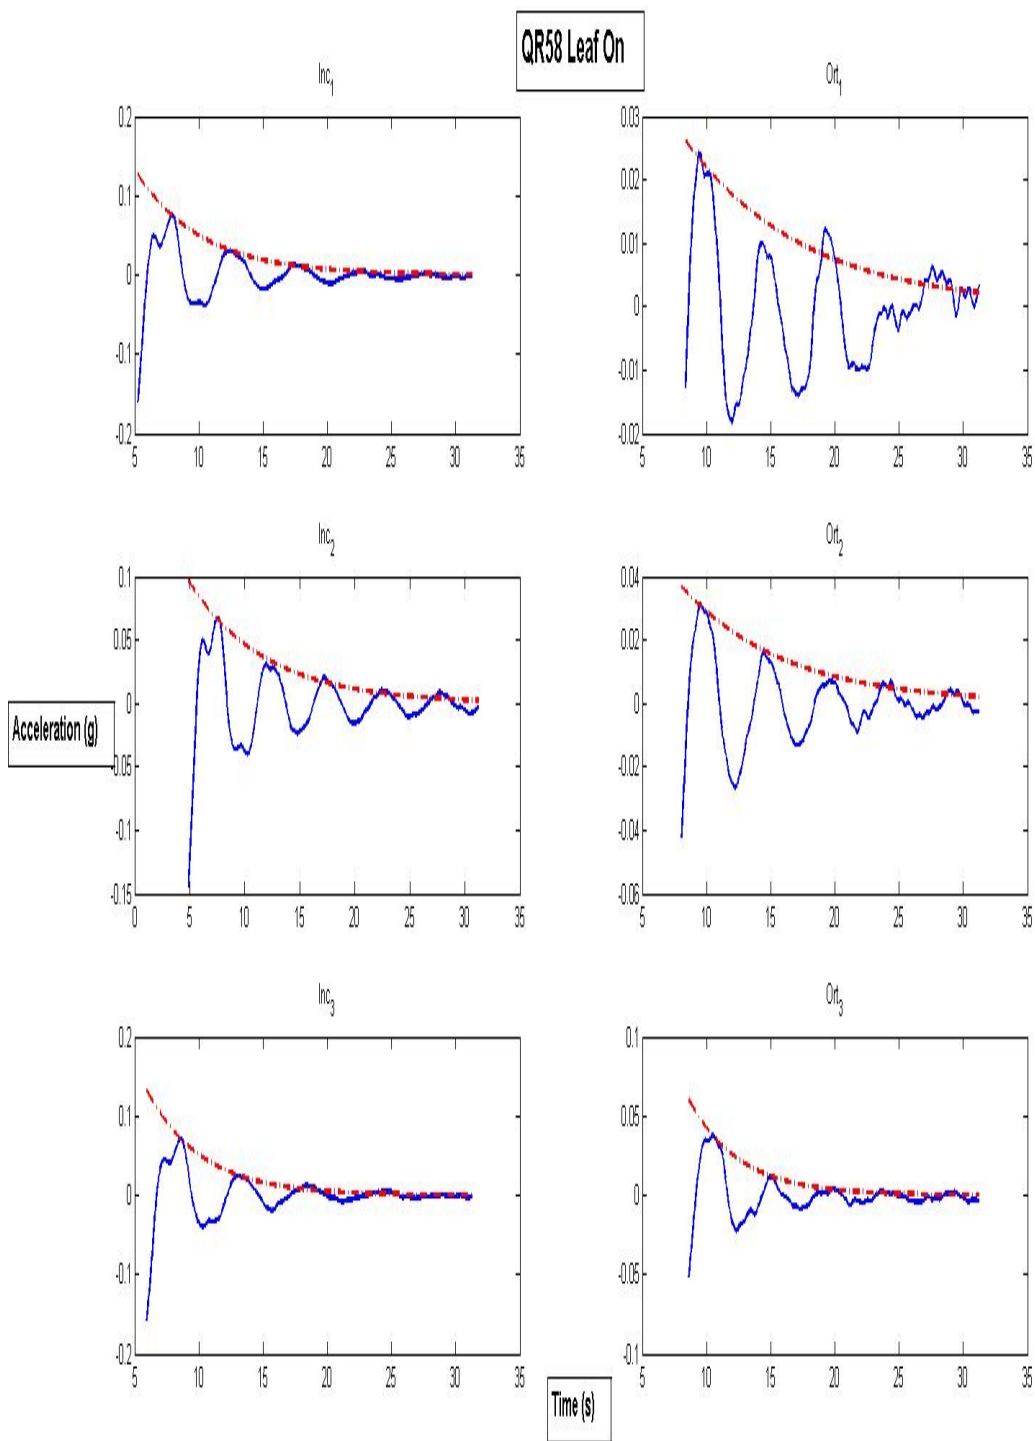 QR58 Leaf On
Inc1 Ort1
0.2 0.03
0.02
0.1
0.01
0
0
-0.1
-0.01
-0.2 -0.02
5 10 15 20 25 30 35 5 10 15 20 25 30 35
Inc2 Ort2
0.1 0.04
0.05 0.02
0 0
Acceleration (g)
-0.05 -0.02
-0.1 -0.04
-0.15 -0.06
0 5 10 15 20 25 30 35 5 10 15 20 25 30 35
Inc3 Ort3
0.2 0.1
0.1 0.05
0 0
-0.1 -0.05
-0.2 -0.1
5 10 15 20 25 30 35 5 10 15 20 25 30 35
Time (s)